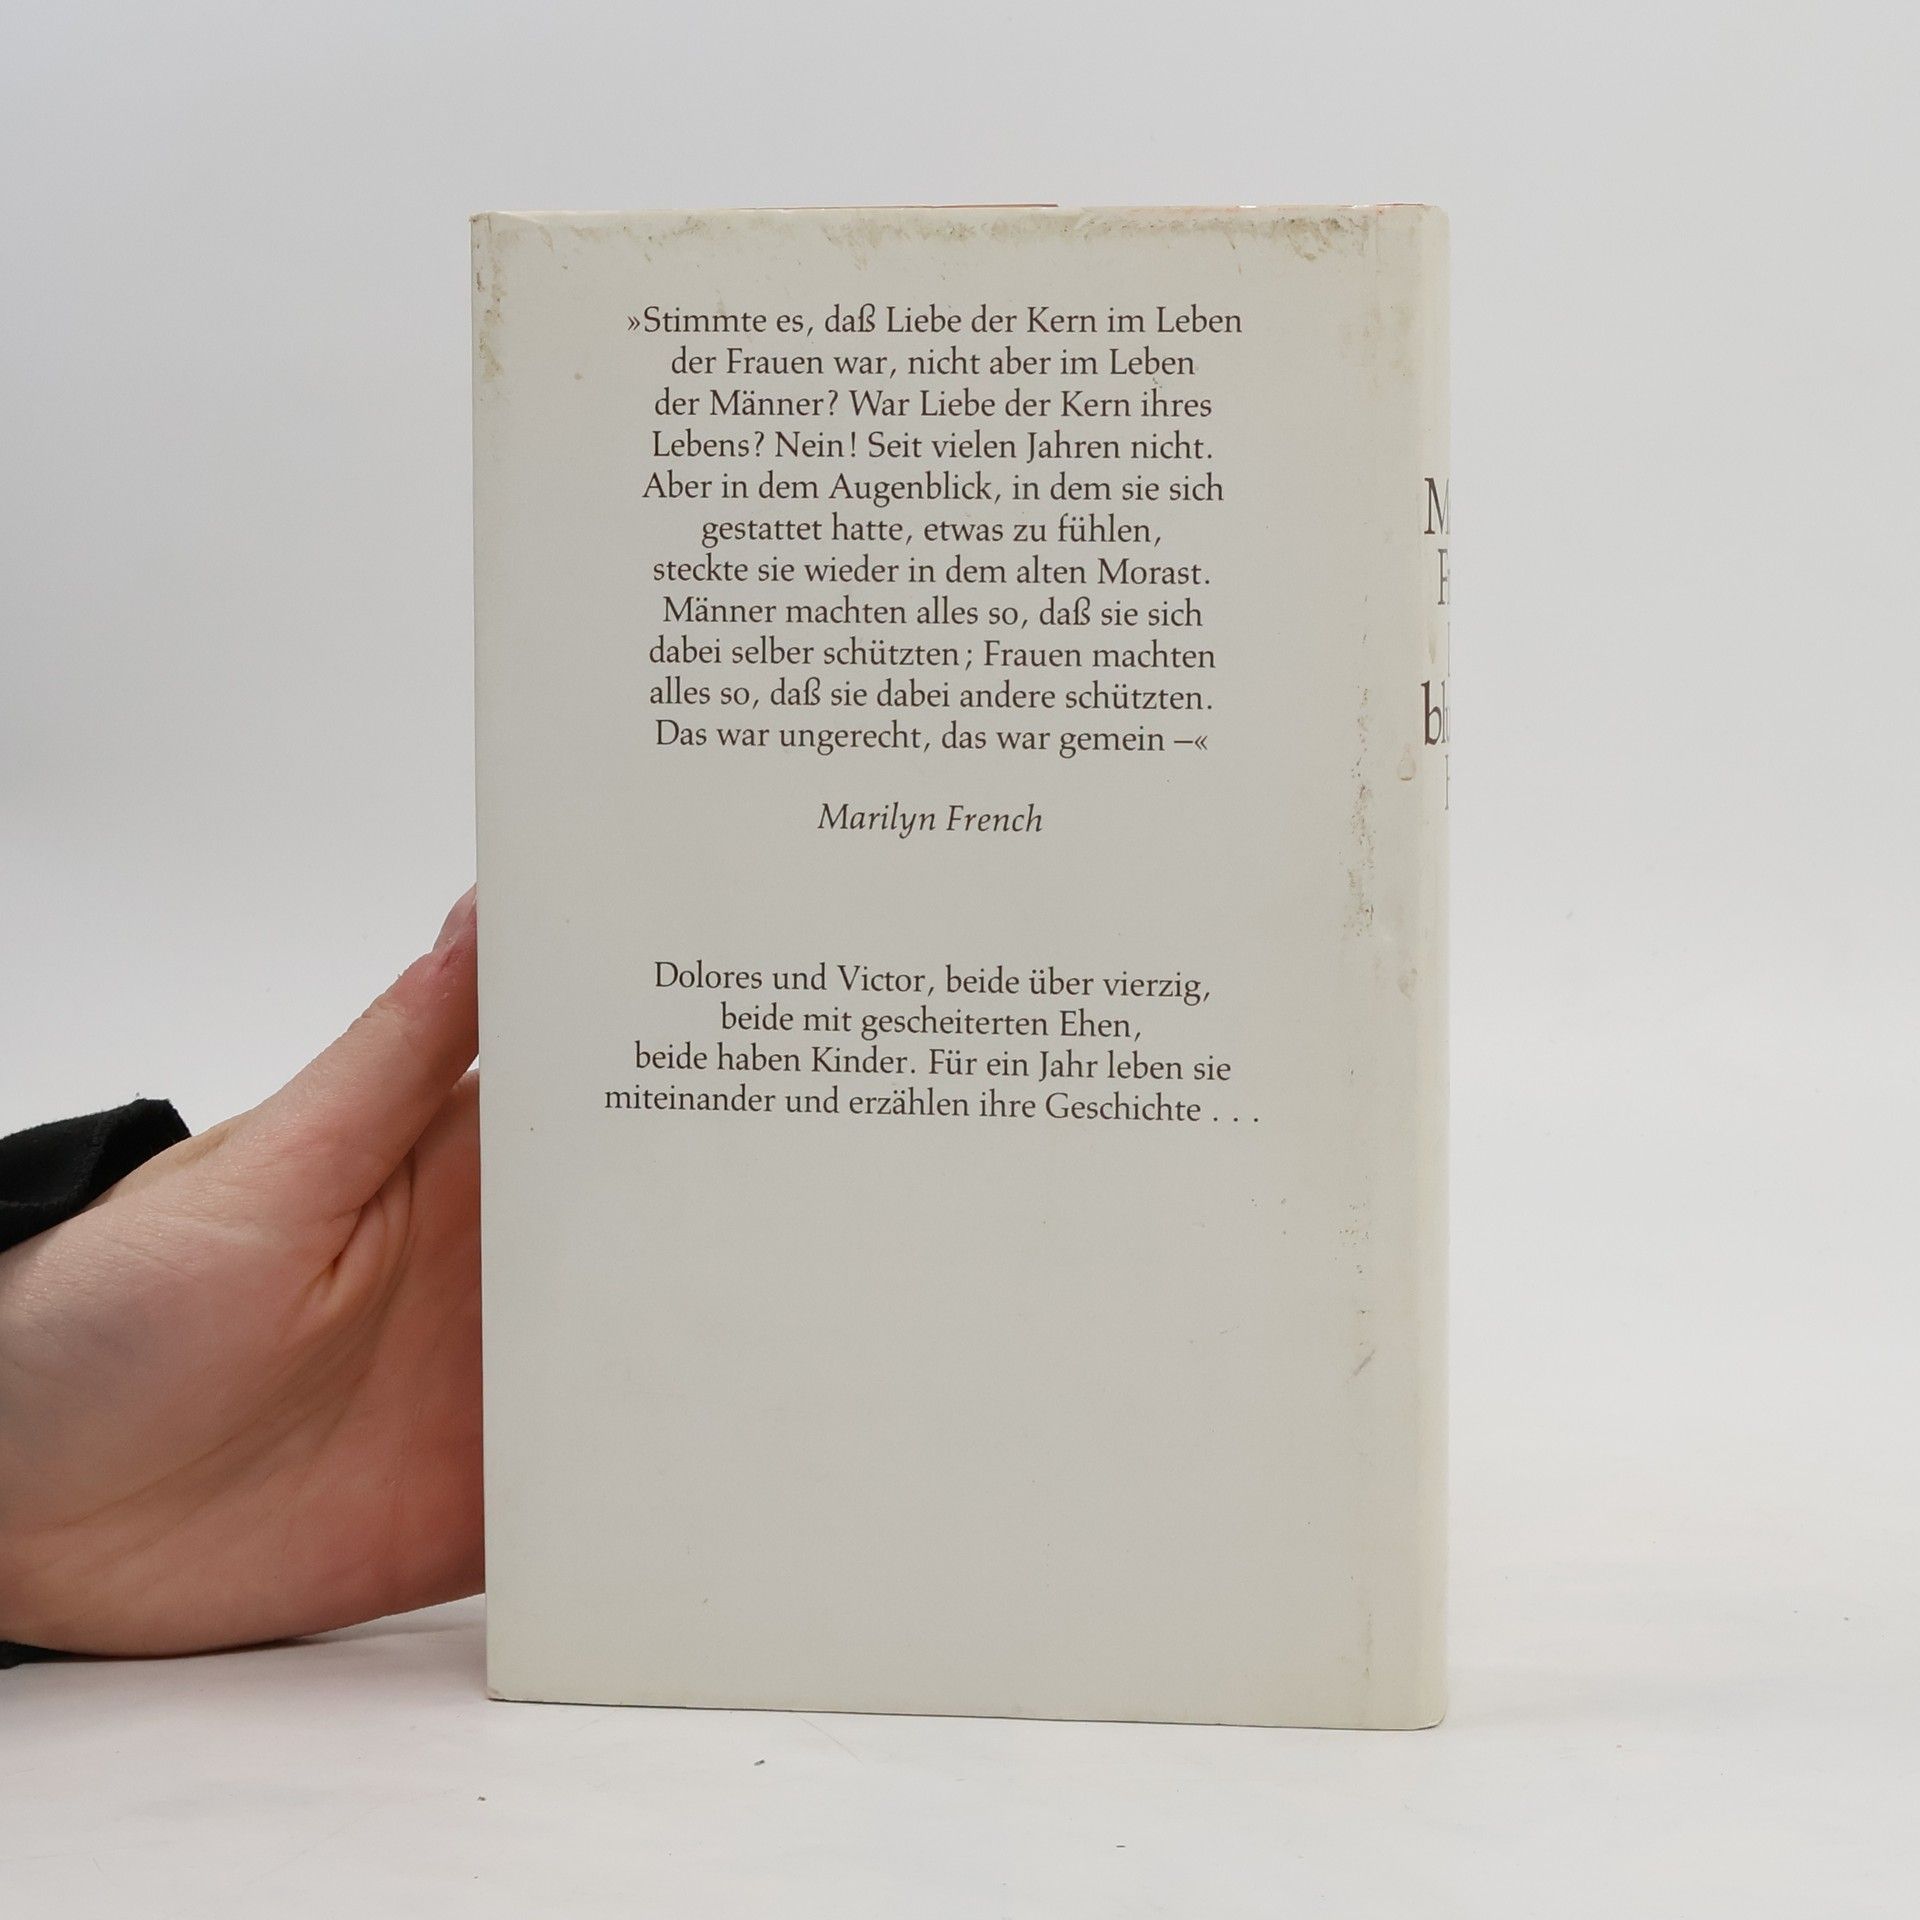 »Stimmte es, daß Liebe der Kern im Leben
der Frauen war, nicht aber im Leben
der Männer? War Liebe der Kern ihres
Lebens? Nein! Seit vielen Jahren nicht.
Aber in dem Augenblick, in dem sie sich
gestattet hatte, etwas zu fühlen,
steckte sie wieder in dem alten Morast.
Männer machten alles so, daß sie sich
dabei selber schützten; Frauen machten
alles so, daß sie dabei andere schützten.
Das war ungerecht, das war gemein –«
Marilyn French
Dolores und Victor, beide über vierzig,
beide mit gescheiterten Ehen,
beide haben Kinder. Für ein Jahr leben sie
miteinander und erzählen ihre Geschichte . . .